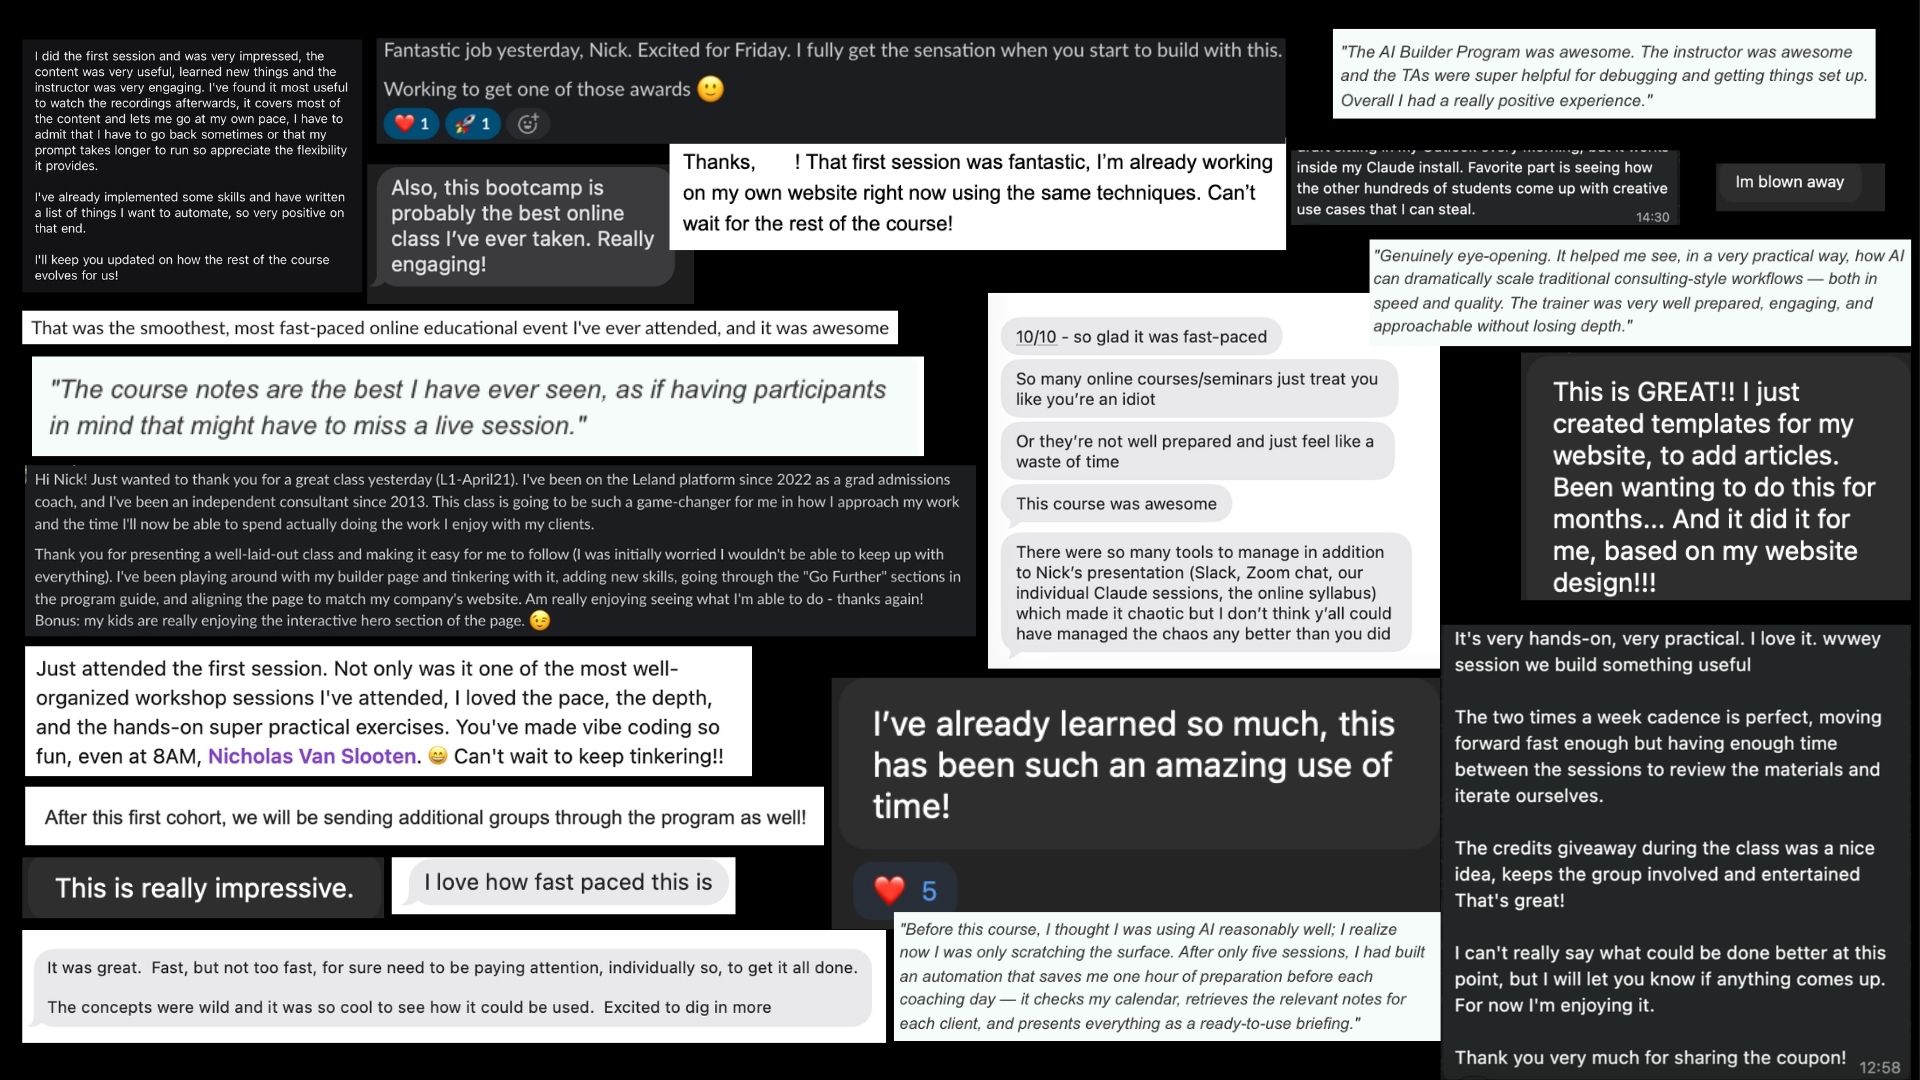 I did the first session and was very impressed, the
content was very useful, learned new things and the
instructor was very engaging. I've found it most useful
to watch the recordings afterwards, it covers most of
the content and lets me go at my own pace, I have to
admit that I have to go back sometimes or that my
prompt takes longer to run so appreciate the flexibility
it provides.
I've already implemented some skills and have written
a list of things I want to automate, so very positive on
that end.
I'll keep you updated on how the rest of the course
evolves for us!
Fantastic job yesterday, Nick. Excited for Friday. I fully get the sensation when you start to build with this.
Working to get one of those awards 🙂
❤️ 1 🚀 1
"The AI Builder Program was awesome. The instructor was awesome
and the TAs were super helpful for debugging and getting things set up.
Overall I had a really positive experience."
Also, this bootcamp is
probably the best online
class I've ever taken. Really
engaging!
Thanks, ! That first session was fantastic, I'm already working
on my own website right now using the same techniques. Can't
wait for the rest of the course!
inside my Claude install. Favorite part is seeing how
the other hundreds of students come up with creative
use cases that I can steal.
14:30
Im blown away
"Genuinely eye-opening. It helped me see, in a very practical way, how AI
can dramatically scale traditional consulting-style workflows — both in
speed and quality. The trainer was very well prepared, engaging, and
approachable without losing depth."
That was the smoothest, most fast-paced online educational event I've ever attended, and it was awesome
"The course notes are the best I have ever seen, as if having participants
in mind that might have to miss a live session."
10/10 - so glad it was fast-paced
So many online courses/seminars just treat you
like you're an idiot
Or they're not well prepared and just feel like a
waste of time
This course was awesome
There were so many tools to manage in addition
to Nick's presentation (Slack, Zoom chat, our
individual Claude sessions, the online syllabus)
which made it chaotic but I don't think y'all could
have managed the chaos any better than you did
This is GREAT!! I just
created templates for my
website, to add articles.
Been wanting to do this for
months... And it did it for
me, based on my website
design!!!
Hi Nick! Just wanted to thank you for a great class yesterday (L1-April21). I've been on the Leland platform since 2022 as a grad admissions
coach, and I've been an independent consultant since 2013. This class is going to be such a game-changer for me in how I approach my work
and the time I'll now be able to spend actually doing the work I enjoy with my clients.
Thank you for presenting a well-laid-out class and making it easy for me to follow (I was initially worried I wouldn't be able to keep up with
everything). I've been playing around with my builder page and tinkering with it, adding new skills, going through the "Go Further" sections in
the program guide, and aligning the page to match my company's website. Am really enjoying seeing what I'm able to do - thanks again!
Bonus: my kids are really enjoying the interactive hero section of the page. 😉
Just attended the first session. Not only was it one of the most well-
organized workshop sessions I've attended, I loved the pace, the depth,
and the hands-on super practical exercises. You've made vibe coding so
fun, even at 8AM, Nicholas Van Slooten. 😄 Can't wait to keep tinkering!!
After this first cohort, we will be sending additional groups through the program as well!
This is really impressive.
I love how fast paced this is
It was great. Fast, but not too fast, for sure need to be paying attention, individually so, to get it all done.
The concepts were wild and it was so cool to see how it could be used. Excited to dig in more
I've already learned so much, this
has been such an amazing use of
time!
❤️ 5
"Before this course, I thought I was using AI reasonably well; I realize
now I was only scratching the surface. After only five sessions, I had built
an automation that saves me one hour of preparation before each
coaching day — it checks my calendar, retrieves the relevant notes for
each client, and presents everything as a ready-to-use briefing."
It's very hands-on, very practical. I love it. wvwey
session we build something useful
The two times a week cadence is perfect, moving
forward fast enough but having enough time
between the sessions to review the materials and
iterate ourselves.
The credits giveaway during the class was a nice
idea, keeps the group involved and entertained
That's great!
I can't really say what could be done better at this
point, but I will let you know if anything comes up.
For now I'm enjoying it.
Thank you very much for sharing the coupon!
12:58